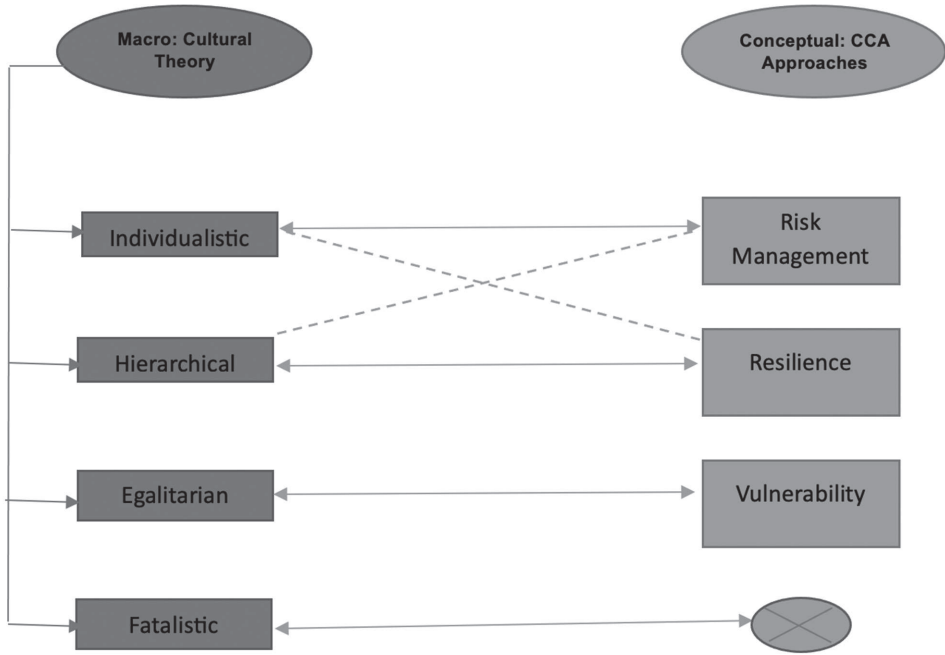 Macro: Cultural
Theory
Conceptual: CCA
Approaches
Individualistic
Risk
Management
Hierarchical
Resilience
Egalitarian
Vulnerability
Fatalistic